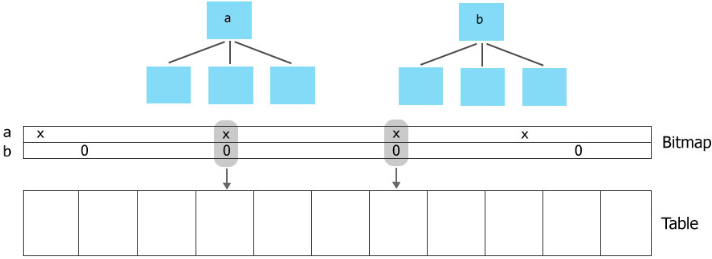 a b
a x x x x
b 0 0 0 0
Bitmap
Table